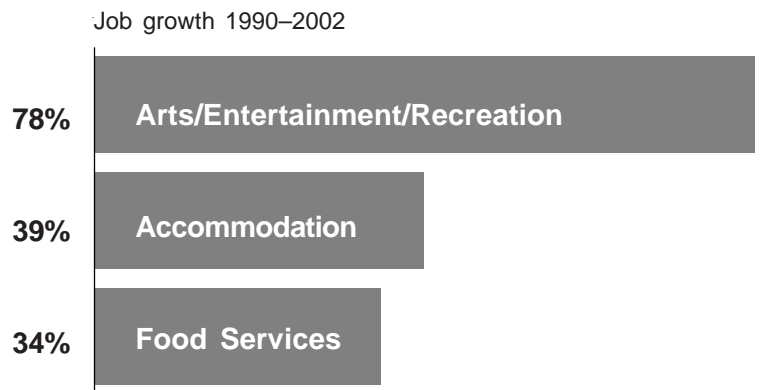 Job growth 1990–2002
78% Arts/Entertainment/Recreation
39% Accommodation
34% Food Services